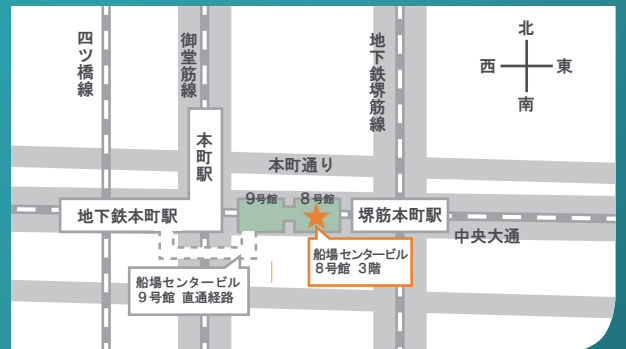 四ツ橋線
御堂筋線
地下鉄堺筋線
北
西
東
南
本町駅
本町通り
9号館
8号館
地下鉄本町駅
堺筋本町駅
中央大通
船場センタービル
8号館 3階
船場センタービル
9号館 直通経路